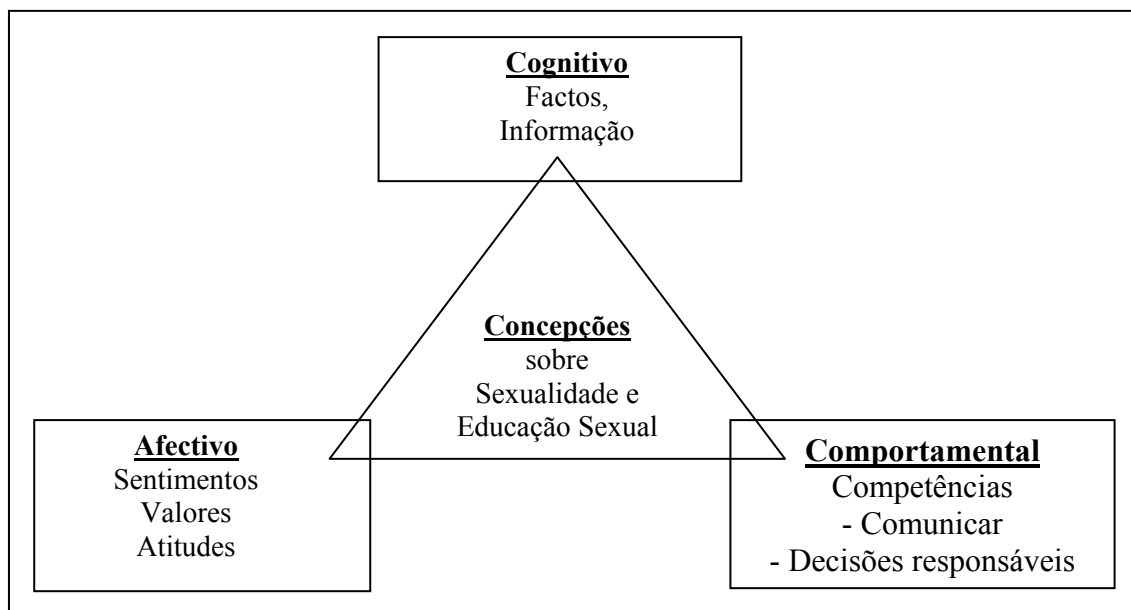 Cognitivo
Factos,
Informação
Concepções
sobre
Sexualidade e
Educação Sexual
Afectivo
Sentimentos
Valores
Atitudes
Comportamental
Competências
- Comunicar
- Decisões responsáveis